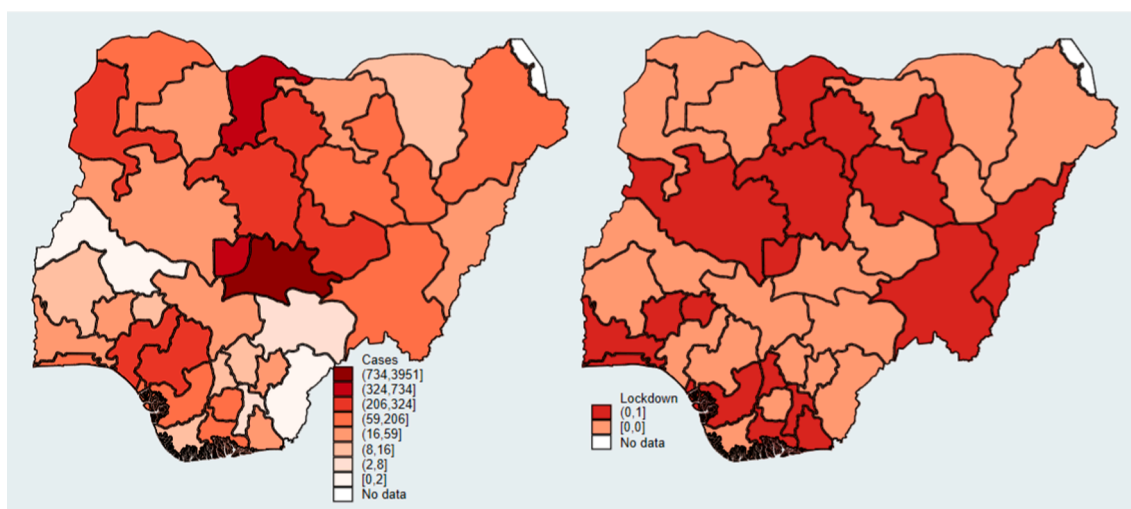 Cases
(734,3951]
(324,734]
(206,324]
(59,206]
(16,59]
(8,16]
(2,8]
[0,2]
No data
Lockdown
(0,1]
[0,0]
No data